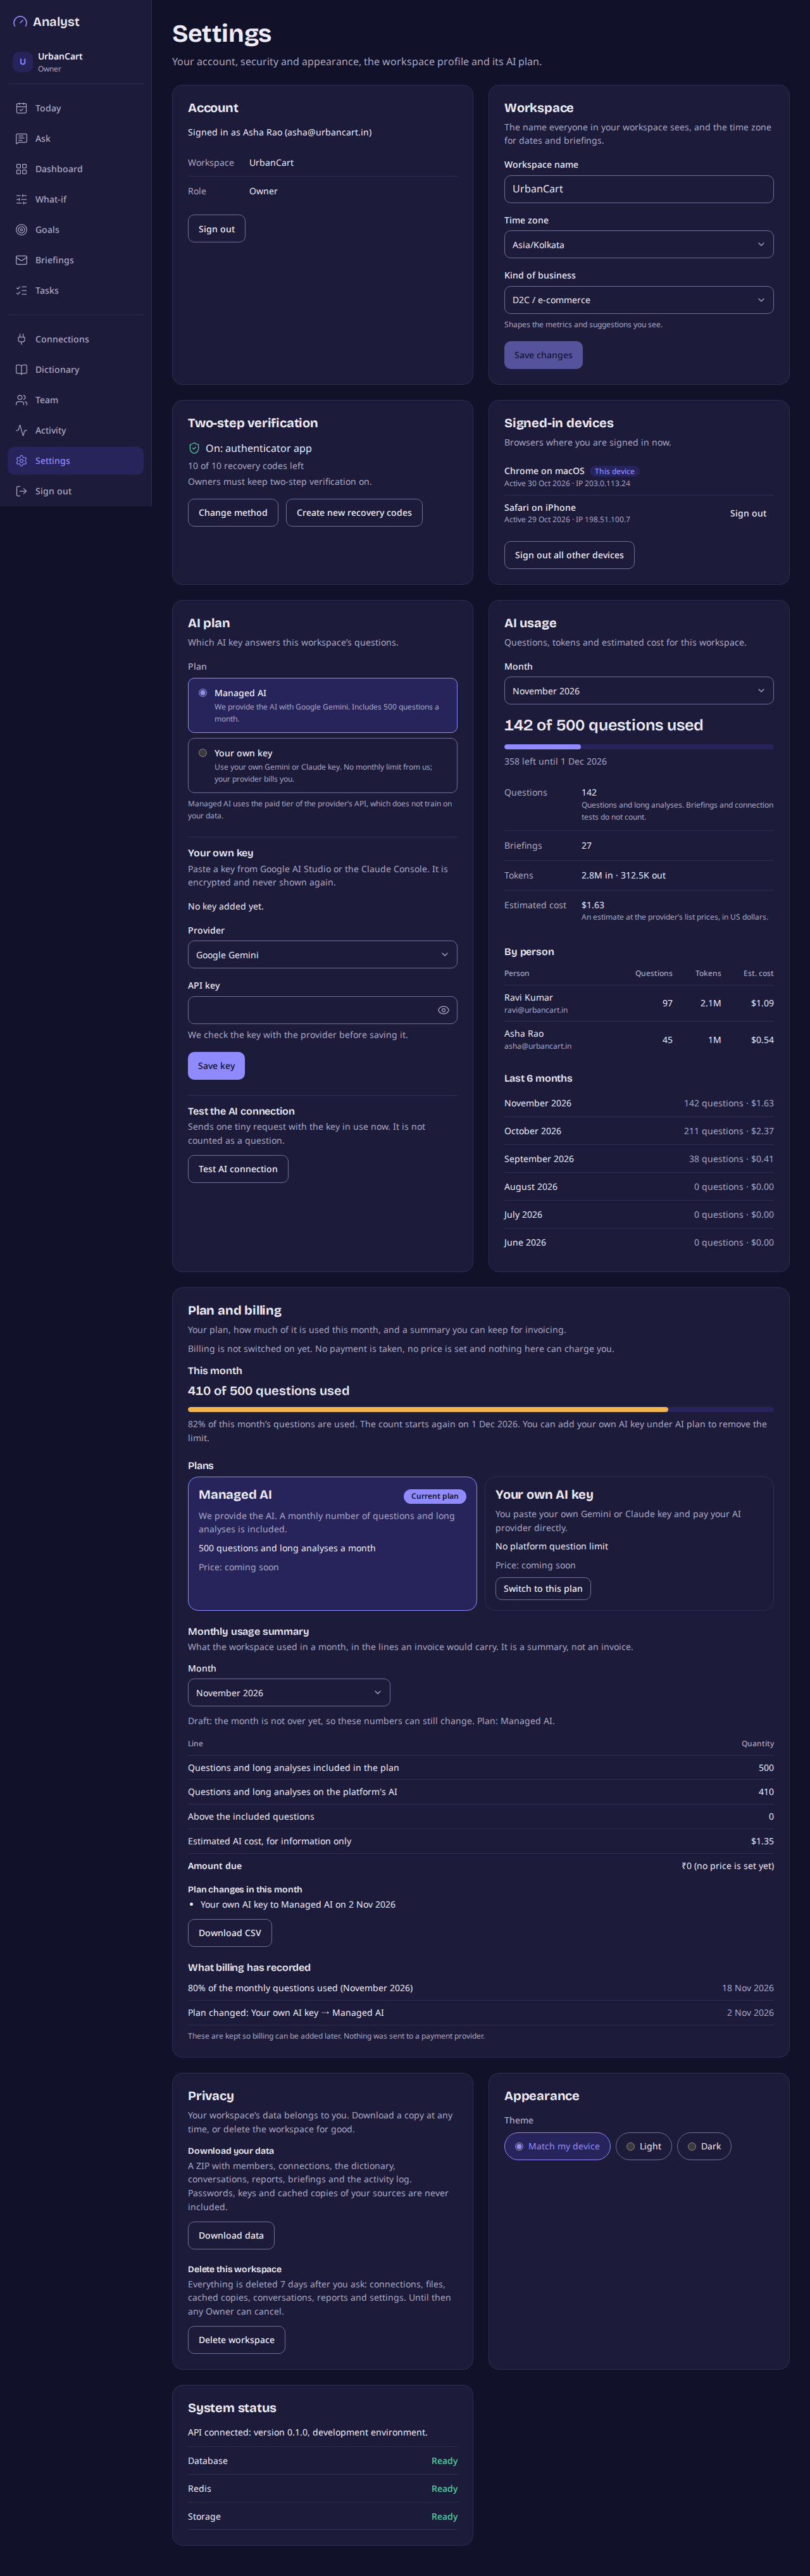 Analyst
U
UrbanCart
Owner
Today
Ask
Dashboard
What-if
Goals
Briefings
Tasks
Connections
Dictionary
Team
Activity
Settings
Sign out
Settings
Your account, security and appearance, the workspace profile and its AI plan.
Account
Signed in as Asha Rao (asha@urbancart.in)
Workspace UrbanCart
Role Owner
Sign out
Workspace
The name everyone in your workspace sees, and the time zone
for dates and briefings.
Workspace name
UrbanCart
Time zone
Asia/Kolkata
Kind of business
D2C / e-commerce
Shapes the metrics and suggestions you see.
Save changes
Two-step verification
On: authenticator app
10 of 10 recovery codes left
Owners must keep two-step verification on.
Change method
Create new recovery codes
Signed-in devices
Browsers where you are signed in now.
Chrome on macOS This device
Active 30 Oct 2026 · IP 203.0.113.24
Safari on iPhone
Active 29 Oct 2026 · IP 198.51.100.7
Sign out
Sign out all other devices
AI plan
Which AI key answers this workspace's questions.
Plan
Managed AI
We provide the AI with Google Gemini. Includes 500 questions a
month.
Your own key
Use your own Gemini or Claude key. No monthly limit from us;
your provider bills you.
Managed AI uses the paid tier of the provider's API, which does not train on
your data.
Your own key
Paste a key from Google AI Studio or the Claude Console. It is
encrypted and never shown again.
No key added yet.
Provider
Google Gemini
API key
We check the key with the provider before saving it.
Save key
Test the AI connection
Sends one tiny request with the key in use now. It is not
counted as a question.
Test AI connection
AI usage
Questions, tokens and estimated cost for this workspace.
Month
November 2026
142 of 500 questions used
358 left until 1 Dec 2026
Questions 142
Questions and long analyses. Briefings and connection
tests do not count.
Briefings 27
Tokens 2.8M in · 312.5K out
Estimated cost $1.63
An estimate at the provider's list prices, in US dollars.
By person
Person Questions Tokens Est. cost
Ravi Kumar 97 2.1M $1.09
ravi@urbancart.in
Asha Rao 45 1M $0.54
asha@urbancart.in
Last 6 months
November 2026 142 questions · $1.63
October 2026 211 questions · $2.37
September 2026 38 questions · $0.41
August 2026 0 questions · $0.00
July 2026 0 questions · $0.00
June 2026 0 questions · $0.00
Plan and billing
Your plan, how much of it is used this month, and a summary you can keep for invoicing.
Billing is not switched on yet. No payment is taken, no price is set and nothing here can charge you.
This month
410 of 500 questions used
82% of this month's questions are used. The count starts again on 1 Dec 2026. You can add your own AI key under AI plan to remove the
limit.
Plans
Managed AI Current plan
We provide the AI. A monthly number of questions and long
analyses is included.
500 questions and long analyses a month
Price: coming soon
Your own AI key
You paste your own Gemini or Claude key and pay your AI
provider directly.
No platform question limit
Price: coming soon
Switch to this plan
Monthly usage summary
What the workspace used in a month, in the lines an invoice would carry. It is a summary, not an invoice.
Month
November 2026
Draft: the month is not over yet, so these numbers can still change. Plan: Managed AI.
Line Quantity
Questions and long analyses included in the plan 500
Questions and long analyses on the platform's AI 410
Above the included questions 0
Estimated AI cost, for information only $1.35
Amount due ₹0 (no price is set yet)
Plan changes in this month
• Your own AI key to Managed AI on 2 Nov 2026
Download CSV
What billing has recorded
80% of the monthly questions used (November 2026) 18 Nov 2026
Plan changed: Your own AI key → Managed AI 2 Nov 2026
These are kept so billing can be added later. Nothing was sent to a payment provider.
Privacy
Your workspace's data belongs to you. Download a copy at any
time, or delete the workspace for good.
Download your data
A ZIP with members, connections, the dictionary,
conversations, reports, briefings and the activity log.
Passwords, keys and cached copies of your sources are never
included.
Download data
Delete this workspace
Everything is deleted 7 days after you ask: connections, files,
cached copies, conversations, reports and settings. Until then
any Owner can cancel.
Delete workspace
Appearance
Theme
Match my device
Light
Dark
System status
API connected: version 0.1.0, development environment.
Database Ready
Redis Ready
Storage Ready